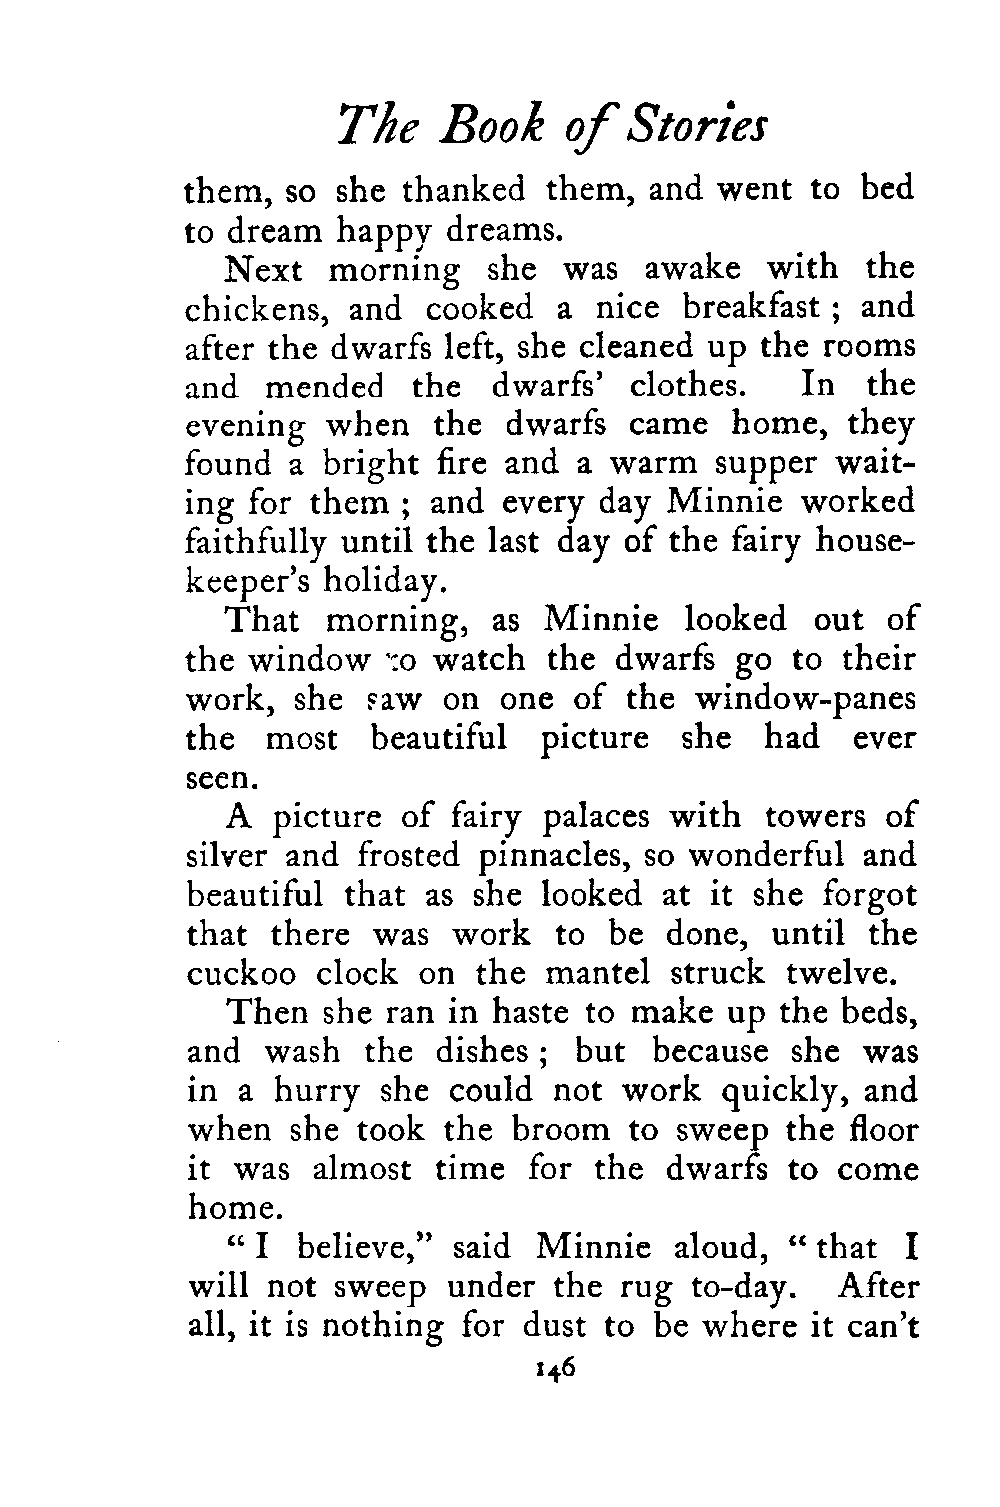 The Book of Stories
them, so she thanked them, and went to bed
to dream happy dreams.
Next morning she was awake with the
chickens, and cooked a nice breakfast ; and
after the dwarfs left, she cleaned up the rooms
and mended the dwarfs' clothes. In the
evening when the dwarfs came home, they
found a bright fire and a warm supper wait-
ing for them ; and every day Minnie worked
faithfully until the last day of the fairy house-
keeper's holiday.
That morning, as Minnie looked out of
the window to watch the dwarfs go to their
work, she saw on one of the window-panes
the most beautiful picture she had ever
seen.
A picture of fairy palaces with towers of
silver and frosted pinnacles, so wonderful and
beautiful that as she looked at it she forgot
that there was work to be done, until the
cuckoo clock on the mantel struck twelve.
Then she ran in haste to make up the beds,
and wash the dishes ; but because she was
in a hurry she could not work quickly, and
when she took the broom to sweep the floor
it was almost time for the dwarfs to come
home.
“ I believe,” said Minnie aloud, “ that I
will not sweep under the rug to-day. After
all, it is nothing for dust to be where it can't
146